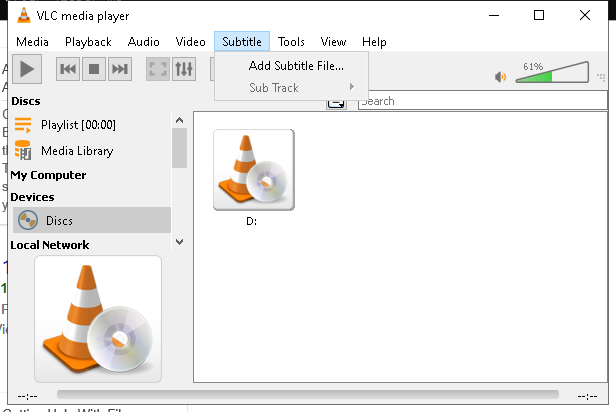 VLC media player
Media Playback Audio Video Subtitle Tools View Help
Add Subtitle File...
Sub Track
61%
Discs
Search
Playlist [00:00]
Media Library
My Computer
Devices
Discs
D:
Local Network
--:--
--:--